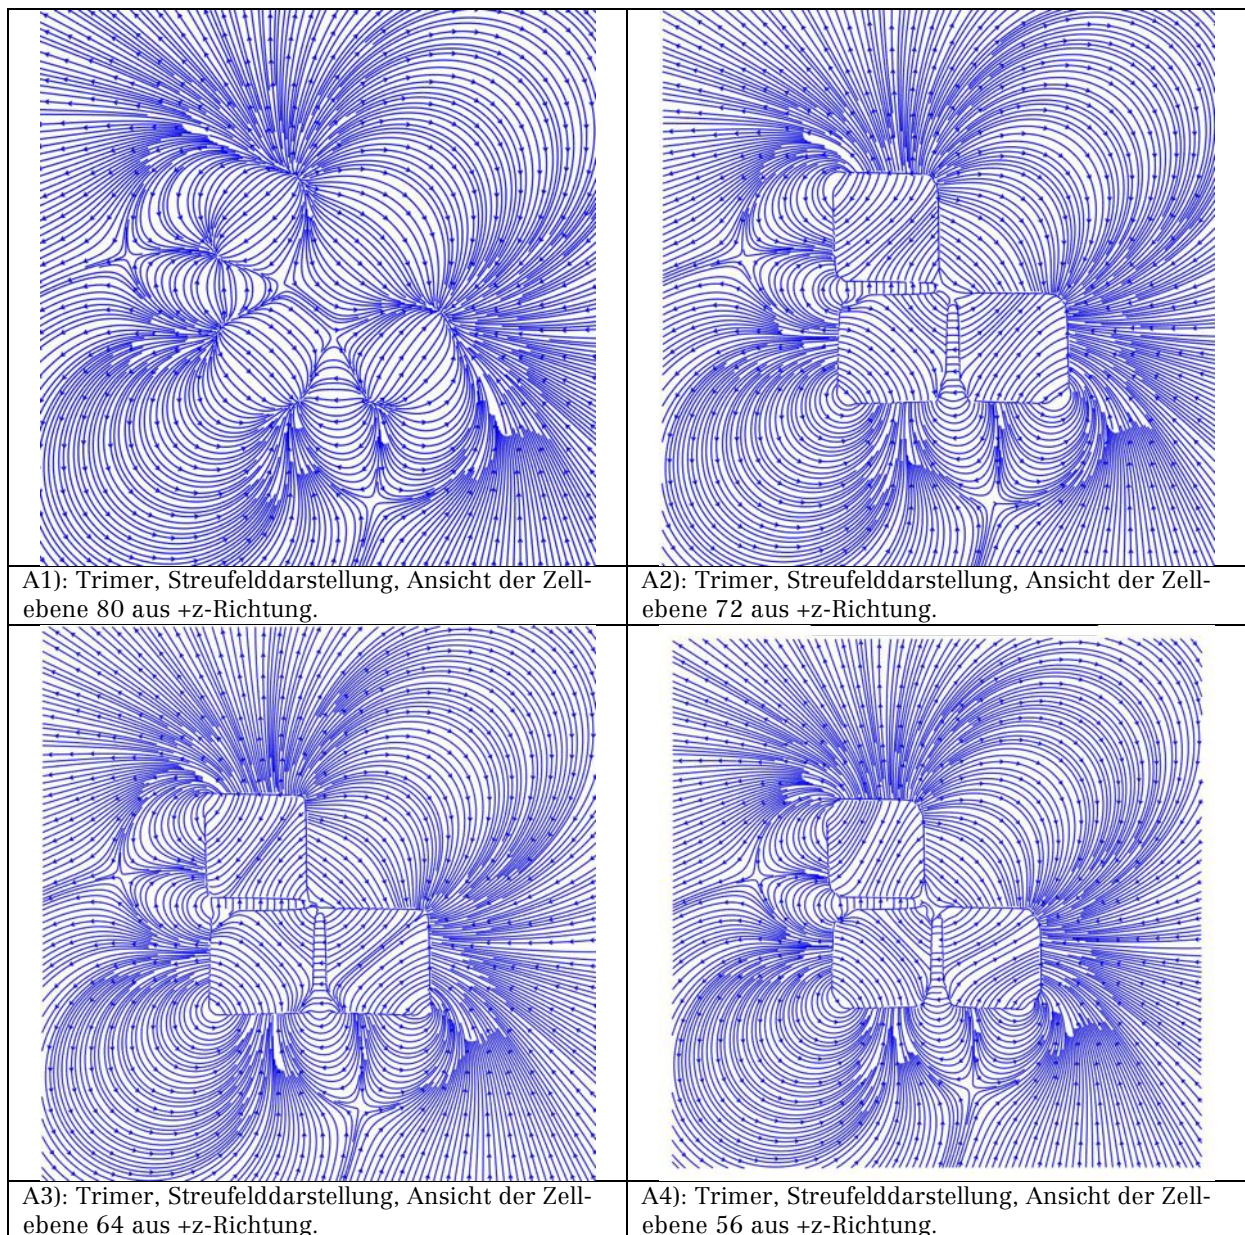 A1): Trimer, Streufelddarstellung, Ansicht der Zell-
ebene 80 aus +z-Richtung.
A2): Trimer, Streufelddarstellung, Ansicht der Zell-
ebene 72 aus +z-Richtung.
A3): Trimer, Streufelddarstellung, Ansicht der Zell-
ebene 64 aus +z-Richtung.
A4): Trimer, Streufelddarstellung, Ansicht der Zell-
ebene 56 aus +z-Richtung.